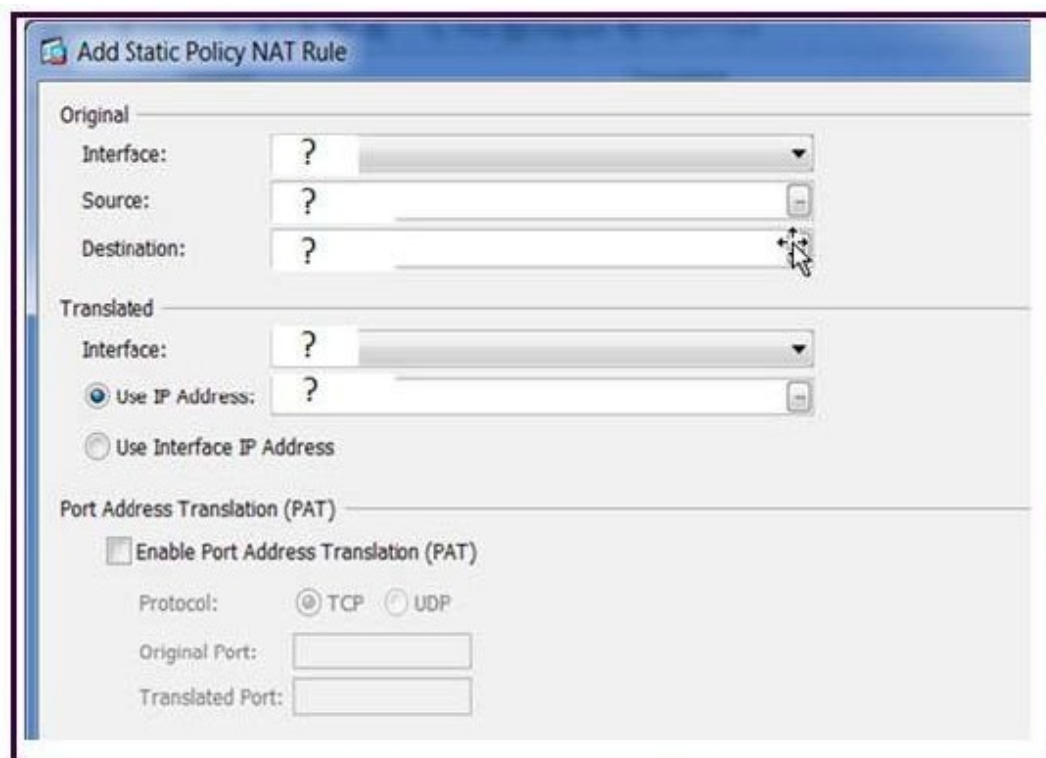 Add Static Policy NAT Rule
Original
Interface: ?
Source: ?
Destination: ?
Translated
Interface: ?
Use IP Address: ?
Use Interface IP Address
Port Address Translation (PAT)
Enable Port Address Translation (PAT)
Protocol: TCP UDP
Original Port:
Translated Port: